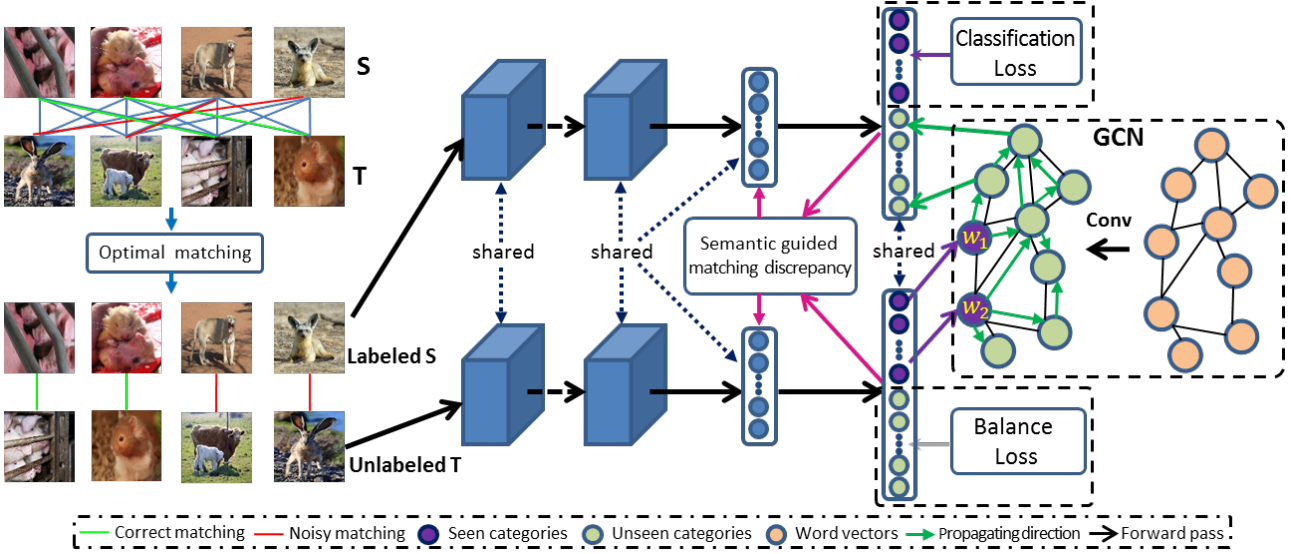 S
T
Optimal matching
Labeled S
Unlabeled T
shared
shared
Semantic guided
matching discrepancy
shared
Classification
Loss
GCN
Conv
w₁
w₂
Balance
Loss
Correct matching
Noisy matching
Seen categories
Unseen categories
Word vectors
Propagating direction
Forward pass